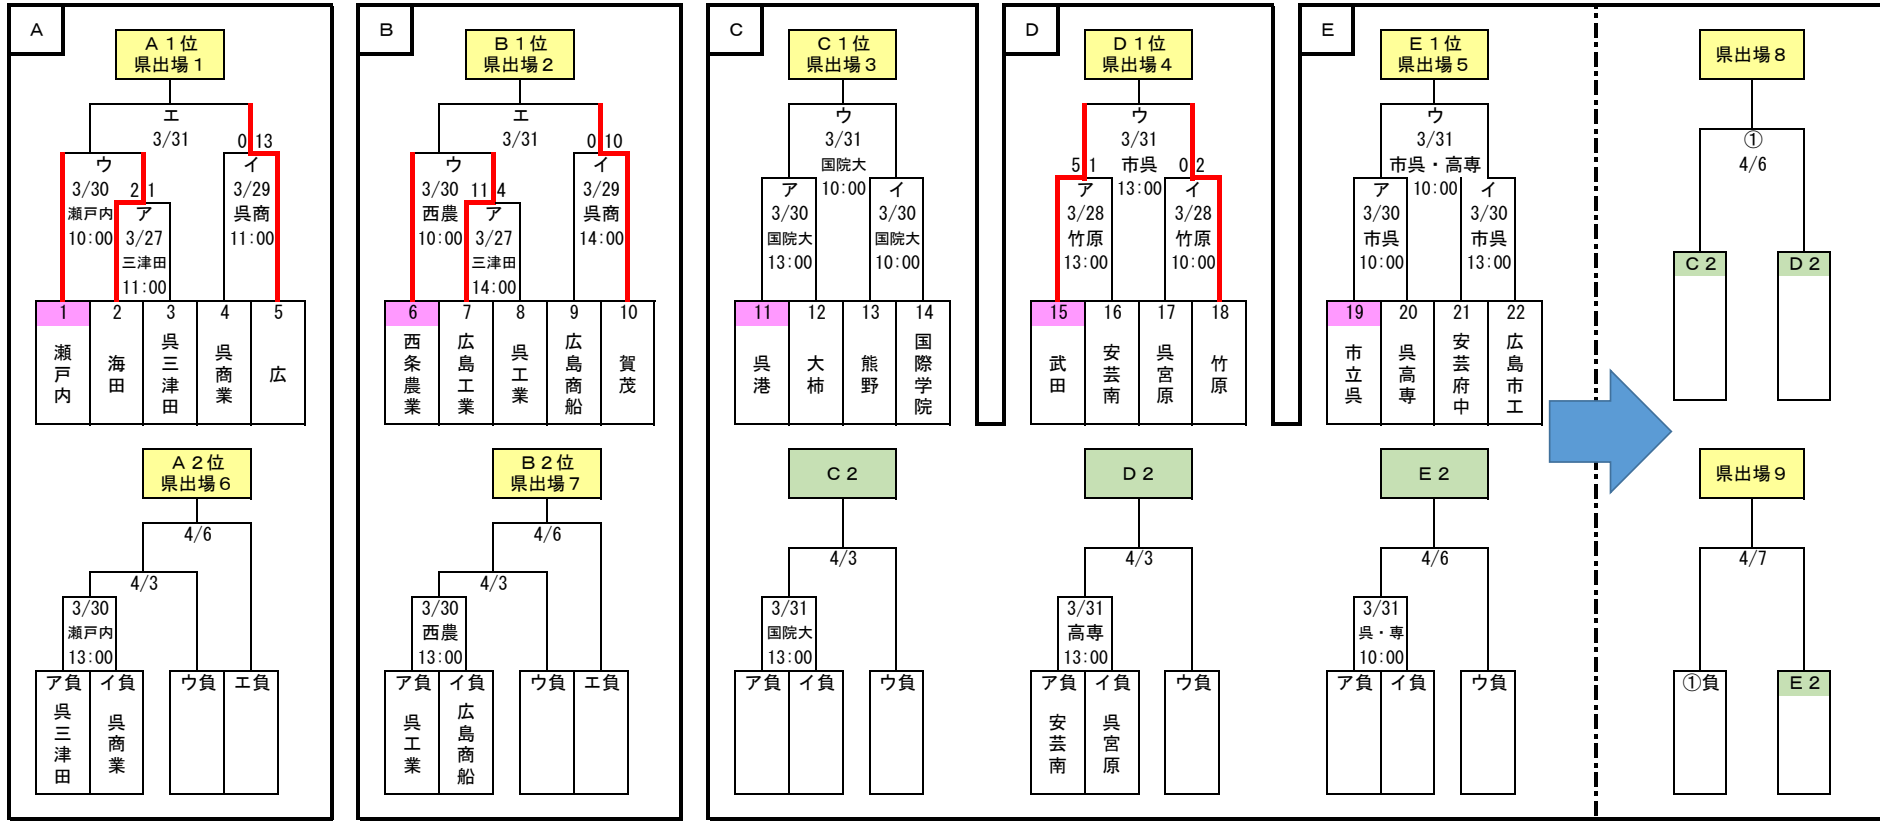 A
A１位
県出場１
エ
3/31
0 13
ウ
3/30
瀬戸内
10:00
2 1
ア
3/27
三津田
11:00
イ
3/29
呉商
11:00
1 2 3 4 5
瀬戸内
海田
呉三津田
呉商業
広
A２位
県出場６
4/6
4/3
3/30
瀬戸内
13:00
ア負 イ負 ウ負 エ負
呉三津田
呉商業
B
B１位
県出場２
エ
3/31
0 10
ウ
3/30
西農
10:00
11 4
ア
3/27
三津田
14:00
イ
3/29
呉商
14:00
6 7 8 9 10
西条農業
広島工業
呉工業
広島商船
賀茂
B２位
県出場７
4/6
4/3
3/30
西農
13:00
ア負 イ負 ウ負 エ負
呉工業
広島商船
C
C１位
県出場３
ウ
3/31
国院大
10:00
ア
3/30
国院大
13:00
イ
3/30
国院大
10:00
11 12 13 14
呉港
大柿
熊野
国際学院
C２
4/3
3/31
国院大
13:00
ア負 イ負 ウ負
D
D１位
県出場４
ウ
3/31
市呉
13:00
5 1
ア
3/28
竹原
13:00
0 2
イ
3/28
竹原
10:00
15 16 17 18
武田
安芸南
呉宮原
竹原
D２
4/3
3/31
高専
13:00
ア負 イ負 ウ負
安芸南
呉宮原
E
E１位
県出場５
ウ
3/31
市呉・高専
10:00
ア
3/30
市呉
10:00
イ
3/30
市呉
13:00
19 20 21 22
市立呉
呉高専
安芸府中
広島市工
E２
4/6
3/31
呉・専
10:00
ア負 イ負 ウ負
県出場８
①
4/6
C２ D２
県出場９
4/7
①負 E２